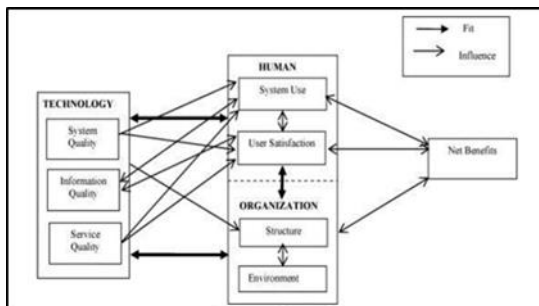 Fit
Influence
HUMAN
System Use
User Satisfaction
TECHNOLOGY
System
Quality
Information
Quality
Service
Quality
ORGANIZATION
Structure
Environment
Net Benefits